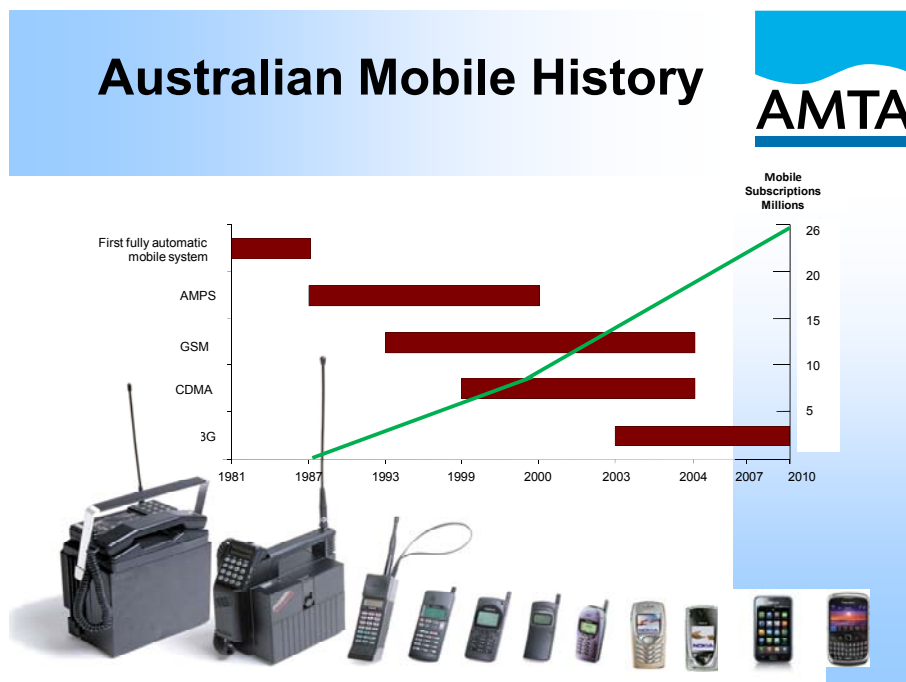 Australian Mobile History
AMTA
Mobile
Subscriptions
Millions
First fully automatic
mobile system
AMPS
GSM
CDMA
3G
26
20
15
10
5
1981 1987 1993 1999 2000 2003 2004 2007 2010
NOKIA